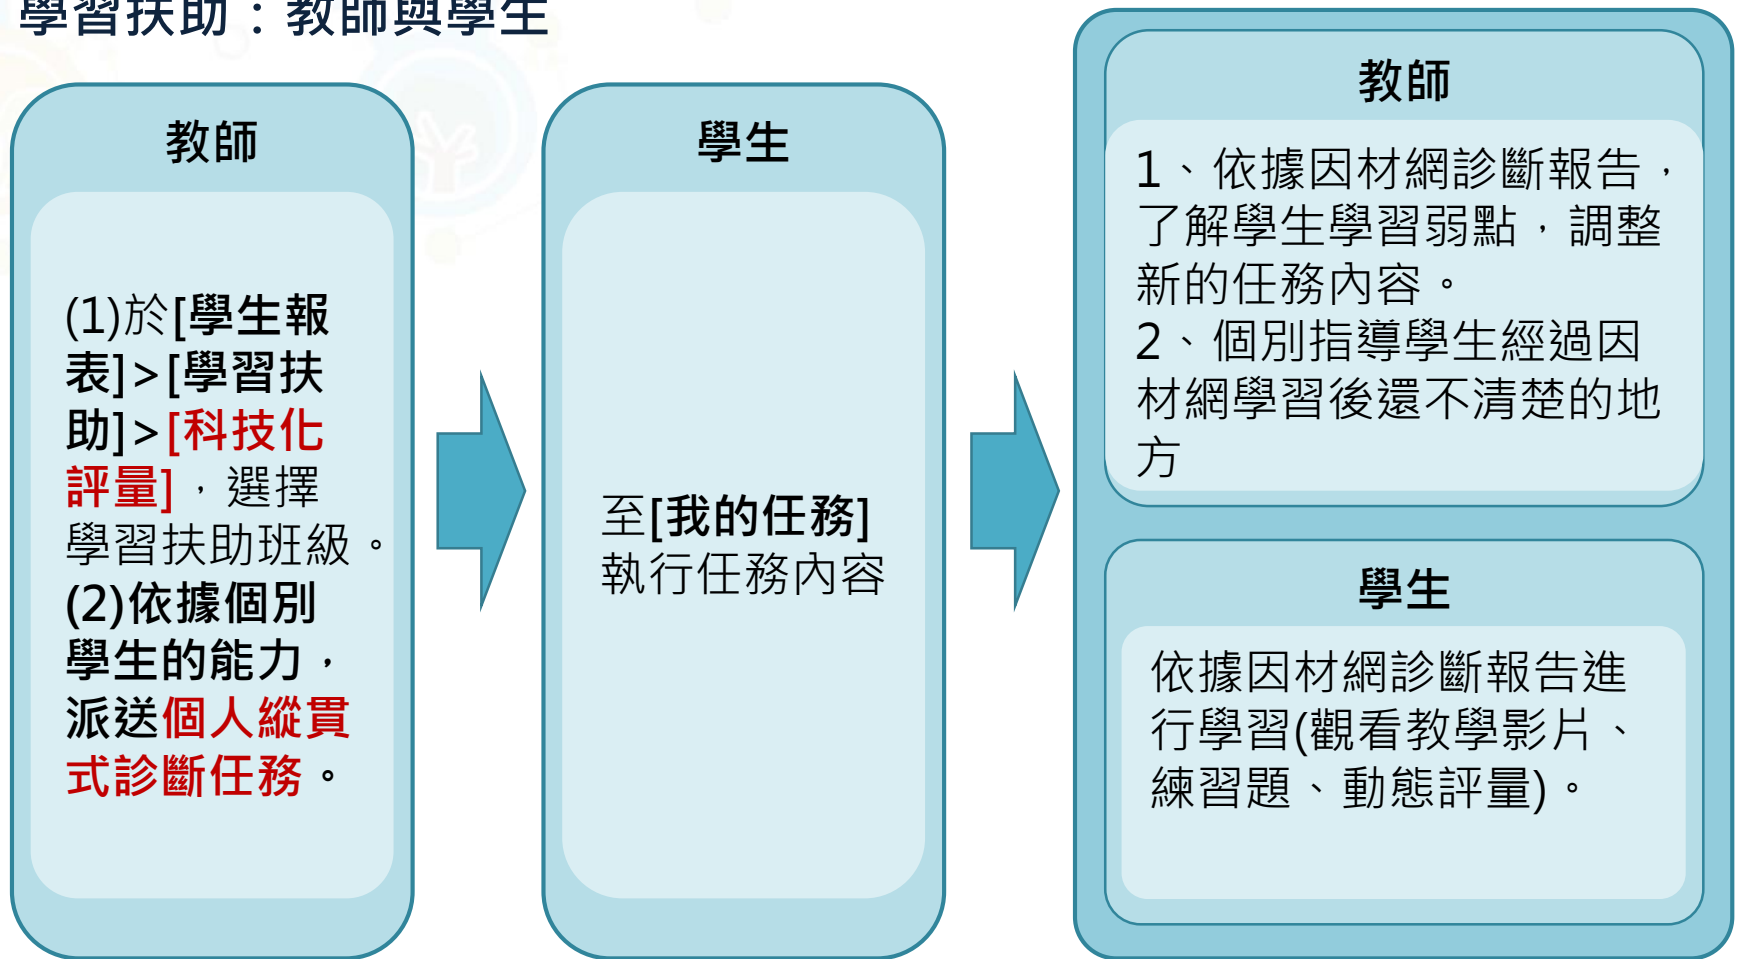 學習扶助：教師與學生
教師
(1)於[學生報
表]>[學習扶
助]>[科技化
評量]，選擇
學習扶助班級。
(2)依據個別
學生的能力，
派送個人縱貫
式診斷任務。
學生
至[我的任務]
執行任務內容
教師
1、依據因材網診斷報告，
了解學生學習弱點，調整
新的任務內容。
2、個別指導學生經過因
材網學習後還不清楚的地
方
學生
依據因材網診斷報告進
行學習(觀看教學影片、
練習題、動態評量)。